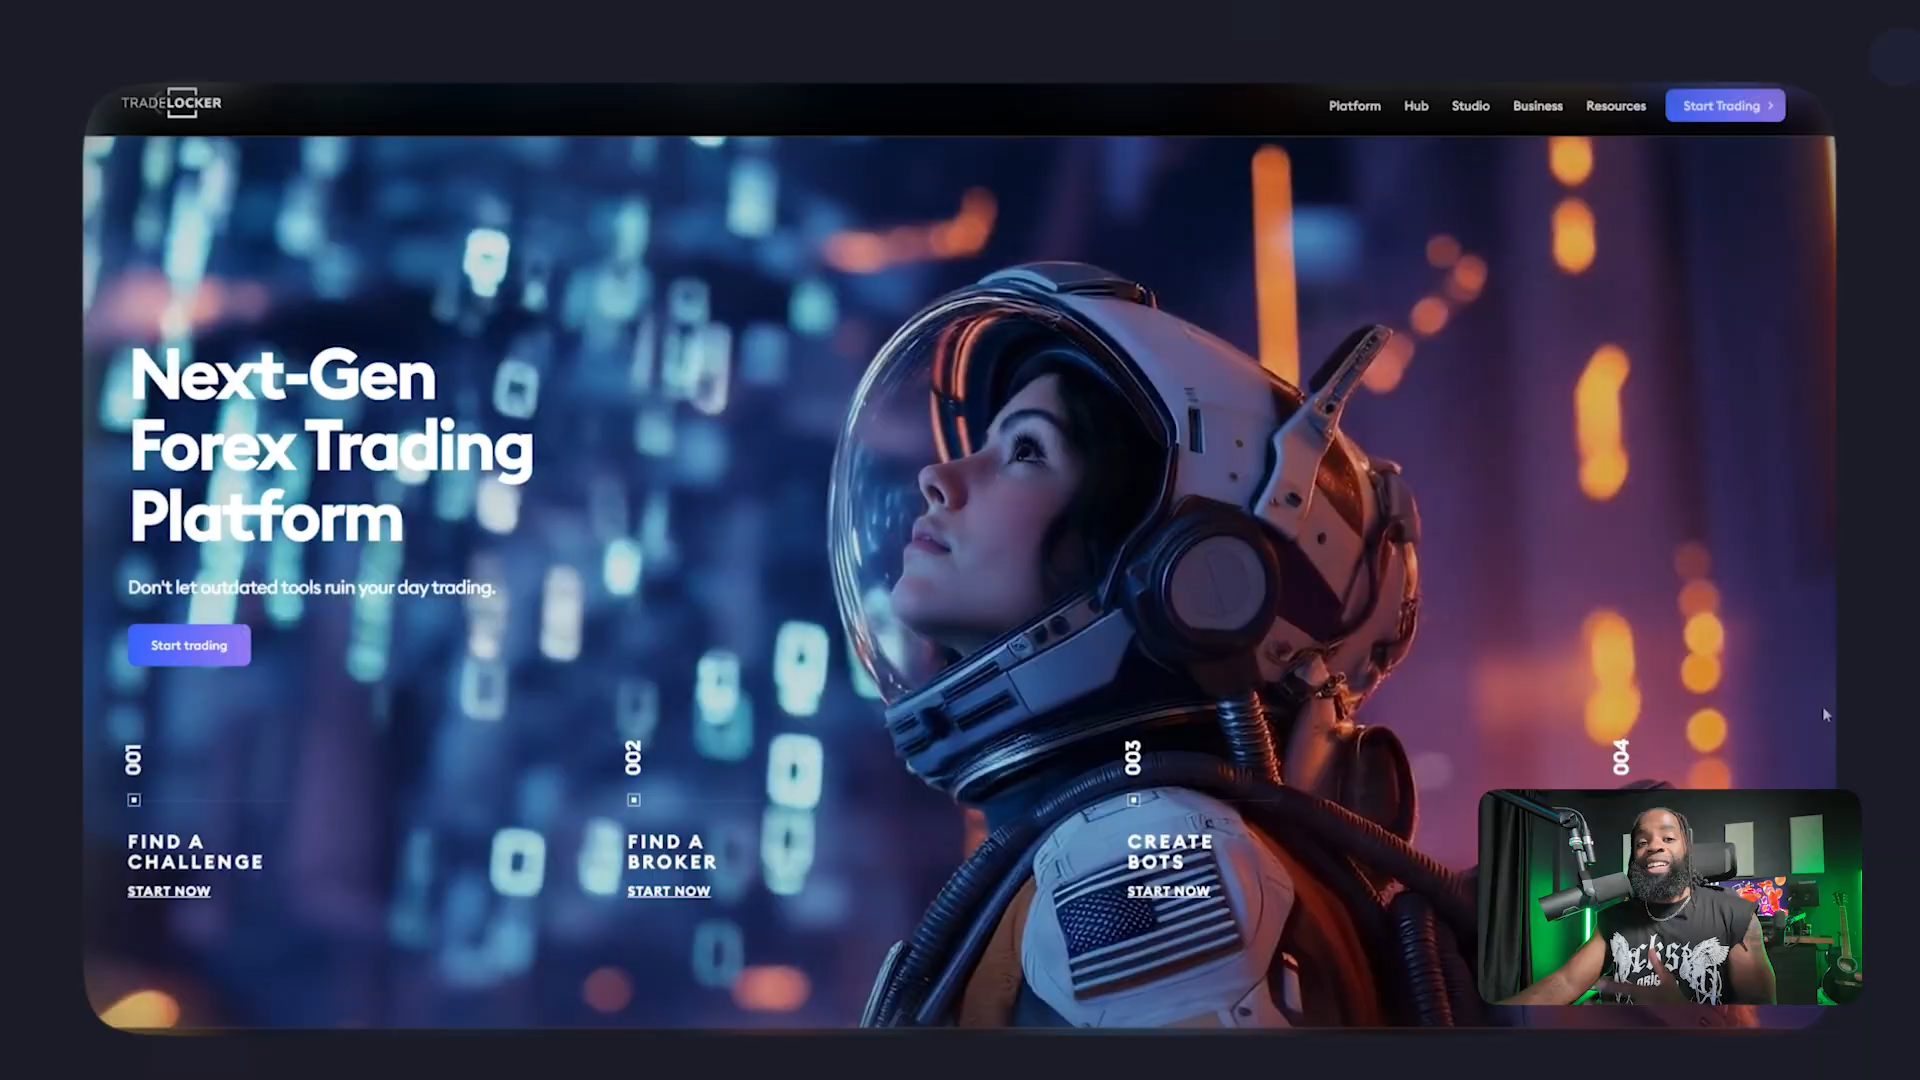 TRADELOCKER
Platform
Hub
Studio
Business
Resources
Start Trading
Next-Gen
Forex Trading
Platform
Don't let outdated tools ruin your day trading.
Start trading
001
FIND A
CHALLENGE
START NOW
002
FIND A
BROKER
START NOW
003
CREATE
BOTS
START NOW
004